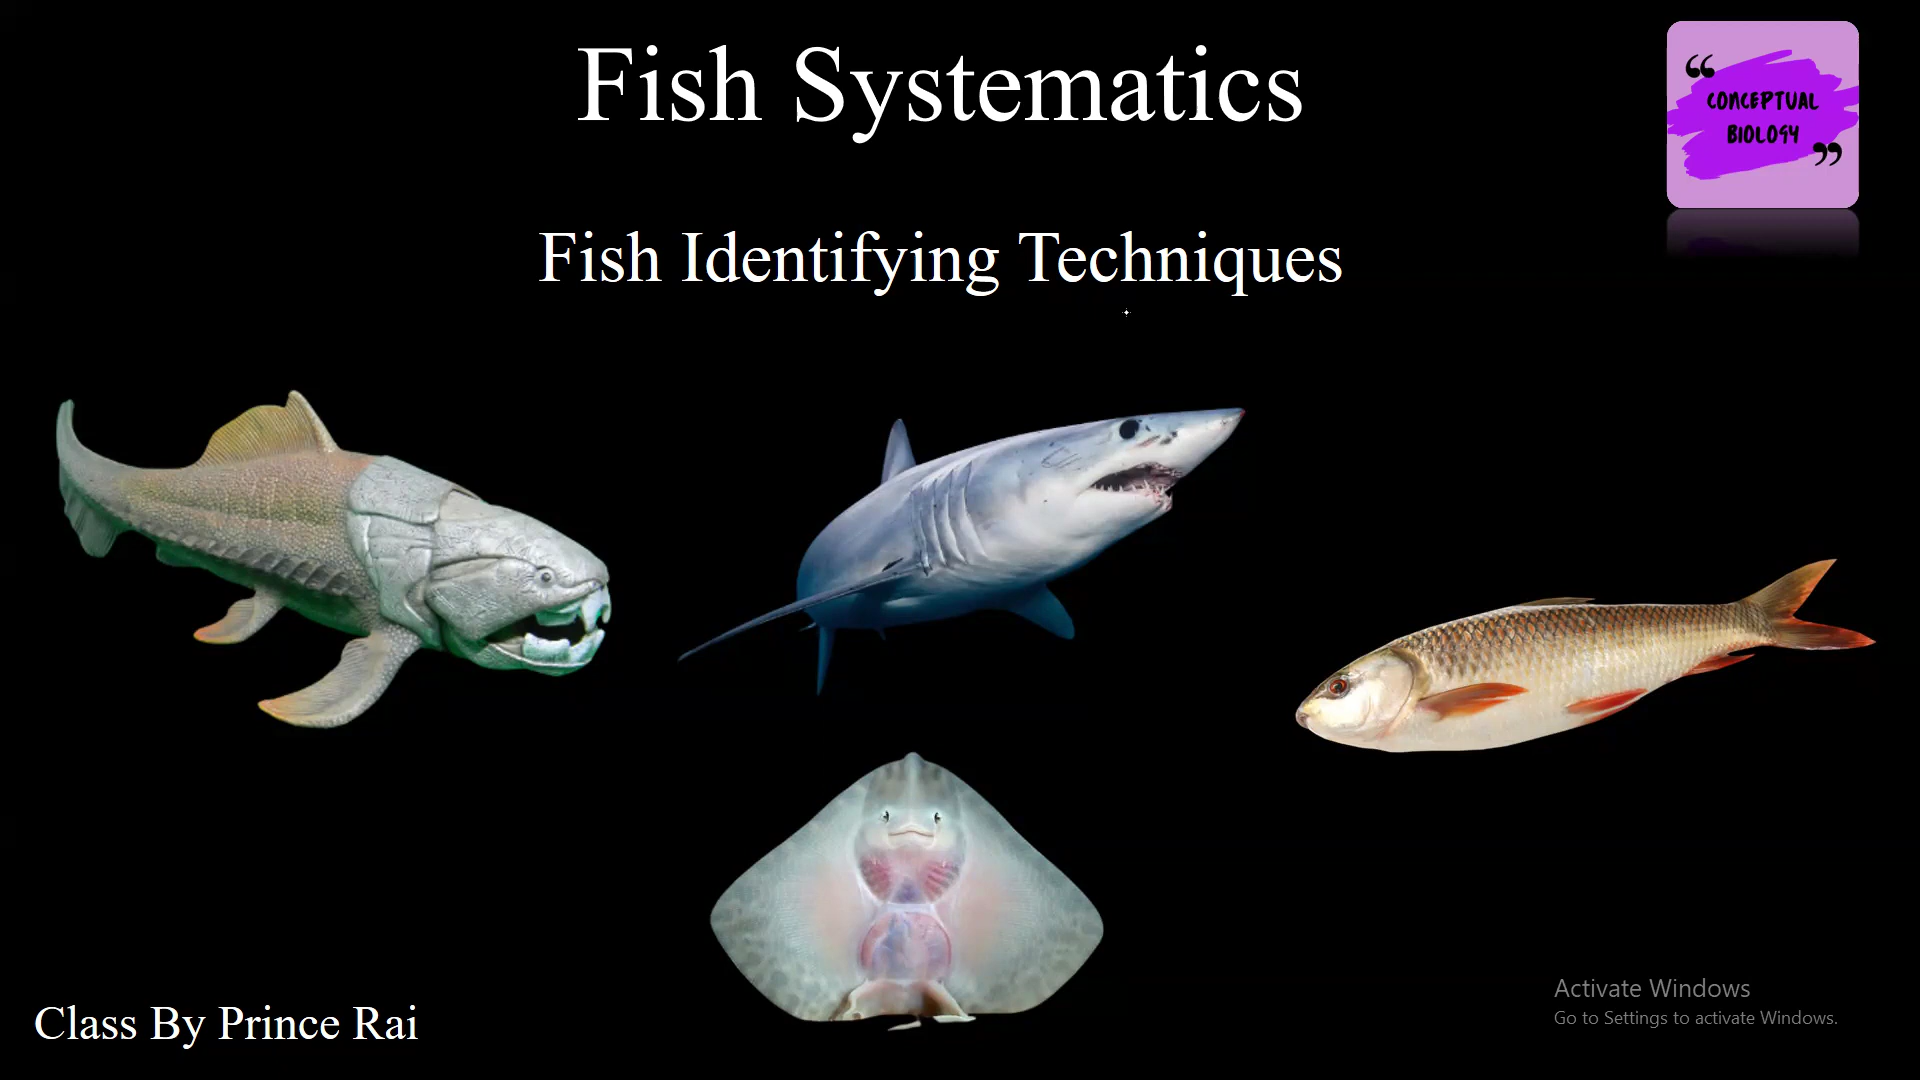 Fish Systematics
“
CONCEPTUAL
BIOLOGY
”
Fish Identifying Techniques
Class By Prince Rai
Activate Windows
Go to Settings to activate Windows.